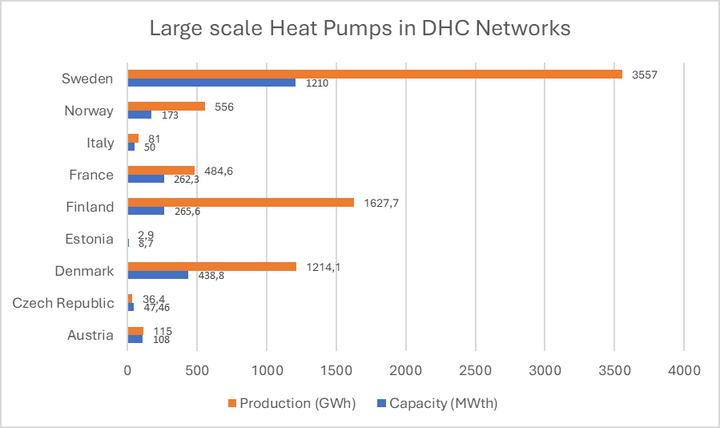 Large scale Heat Pumps in DHC Networks
Sweden 3557
1210
Norway 556
173
Italy 81
50
France 484,6
262,3
Finland 1627,7
265,6
Estonia 2,9
8,7
Denmark 1214,1
438,8
Czech Republic 36,4
47,46
Austria 115
108
0 500 1000 1500 2000 2500 3000 3500 4000
Production (GWh) Capacity (MWth)